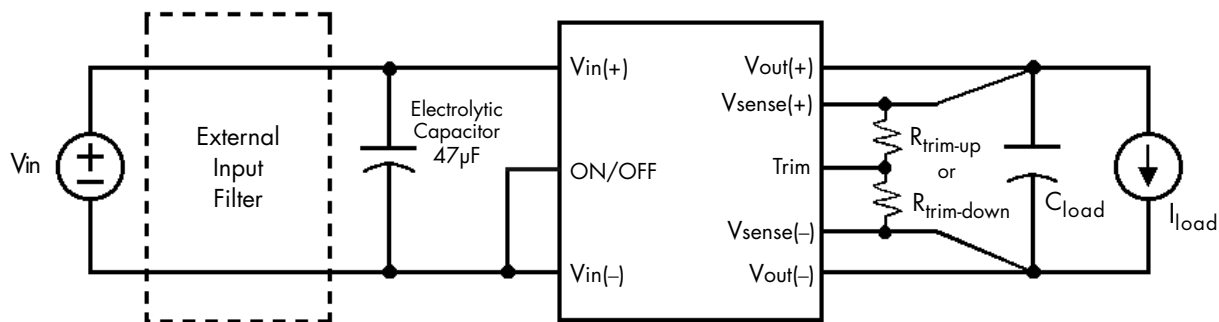 Vin
External
Input
Filter
Electrolytic
Capacitor
47µF
Vin(+)
ON/OFF
Vin(–)
Vout(+)
Vsense(+)
Trim
Vsense(–)
Vout(–)
Rtrim-up
or
Rtrim-down
Cload
Iload